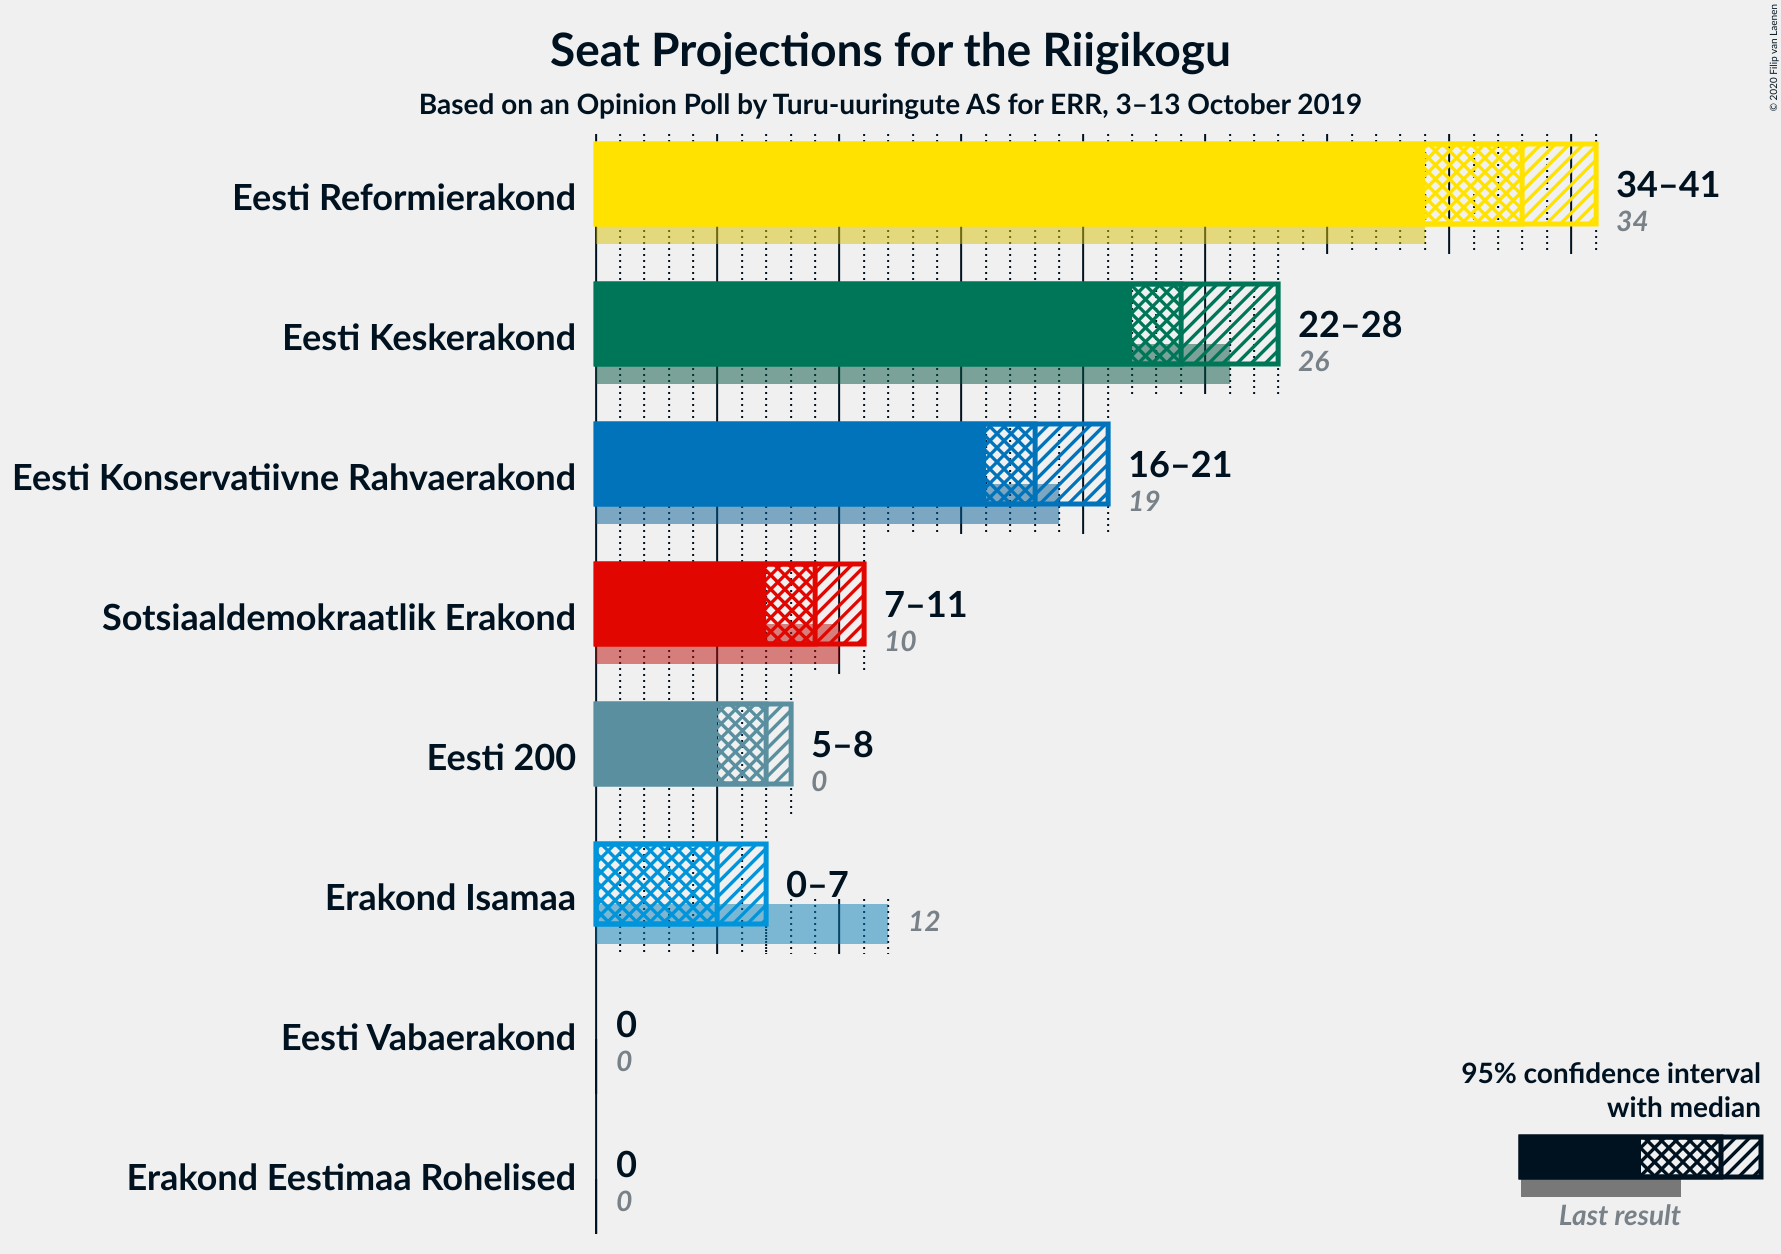 Seat Projections for the Riigikogu
Based on an Opinion Poll by Turu-uuringute AS for ERR, 3–13 October 2019
© 2020 Filip van Laenen
Eesti Reformierakond
34–41
34
Eesti Keskerakond
22–28
26
Eesti Konservatiivne Rahvaerakond
16–21
19
Sotsiaaldemokraatlik Erakond
7–11
10
Eesti 200
5–8
0
Erakond Isamaa
0–7
12
Eesti Vabaerakond
0
0
Erakond Eestimaa Rohelised
0
0
95% confidence interval
with median
Last result